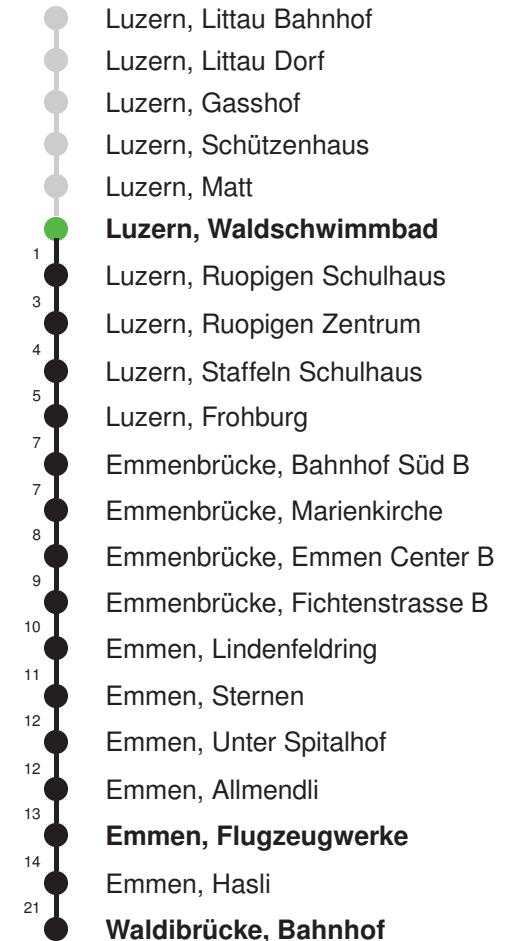 Luzern, Littau Bahnhof
Luzern, Littau Dorf
Luzern, Gasshof
Luzern, Schützenhaus
Luzern, Matt
Luzern, Waldschwimmbad
1 Luzern, Ruopigen Schulhaus
3 Luzern, Ruopigen Zentrum
4 Luzern, Staffeln Schulhaus
5 Luzern, Frohburg
7 Emmenbrücke, Bahnhof Süd B
7 Emmenbrücke, Marienkirche
8 Emmenbrücke, Emmen Center B
9 Emmenbrücke, Fichtenstrasse B
10 Emmen, Lindenfeldring
11 Emmen, Sternen
12 Emmen, Unter Spitalhof
12 Emmen, Allmendli
13 Emmen, Flugzeugwerke
14 Emmen, Hasli
21 Waldibrücke, Bahnhof